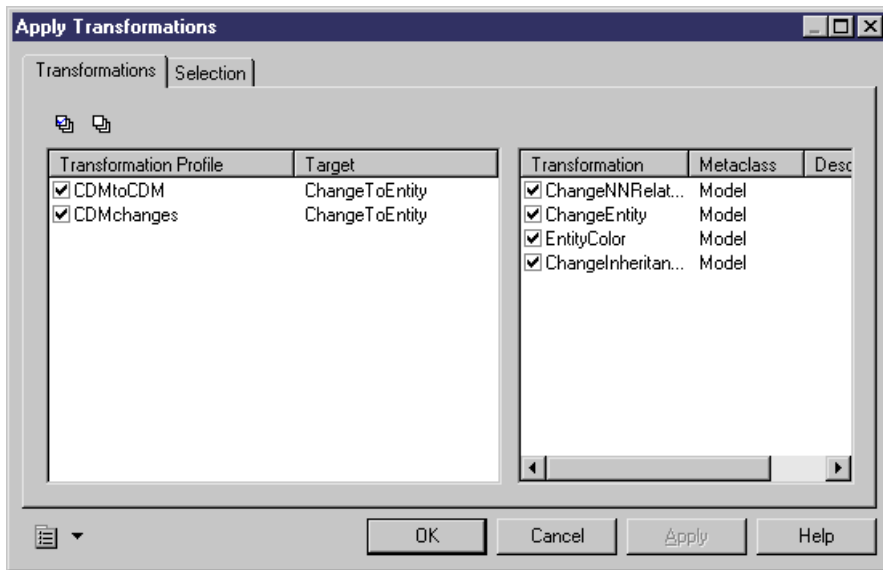 Apply Transformations
Transformations
Selection
Transformation Profile Target
CDMtoCDM ChangeToEntity
CDMchanges ChangeToEntity
Transformation Metaclass Desc
ChangeNNRelat... Model
ChangeEntity Model
EntityColor Model
ChangeInheritan... Model
OK Cancel Apply Help